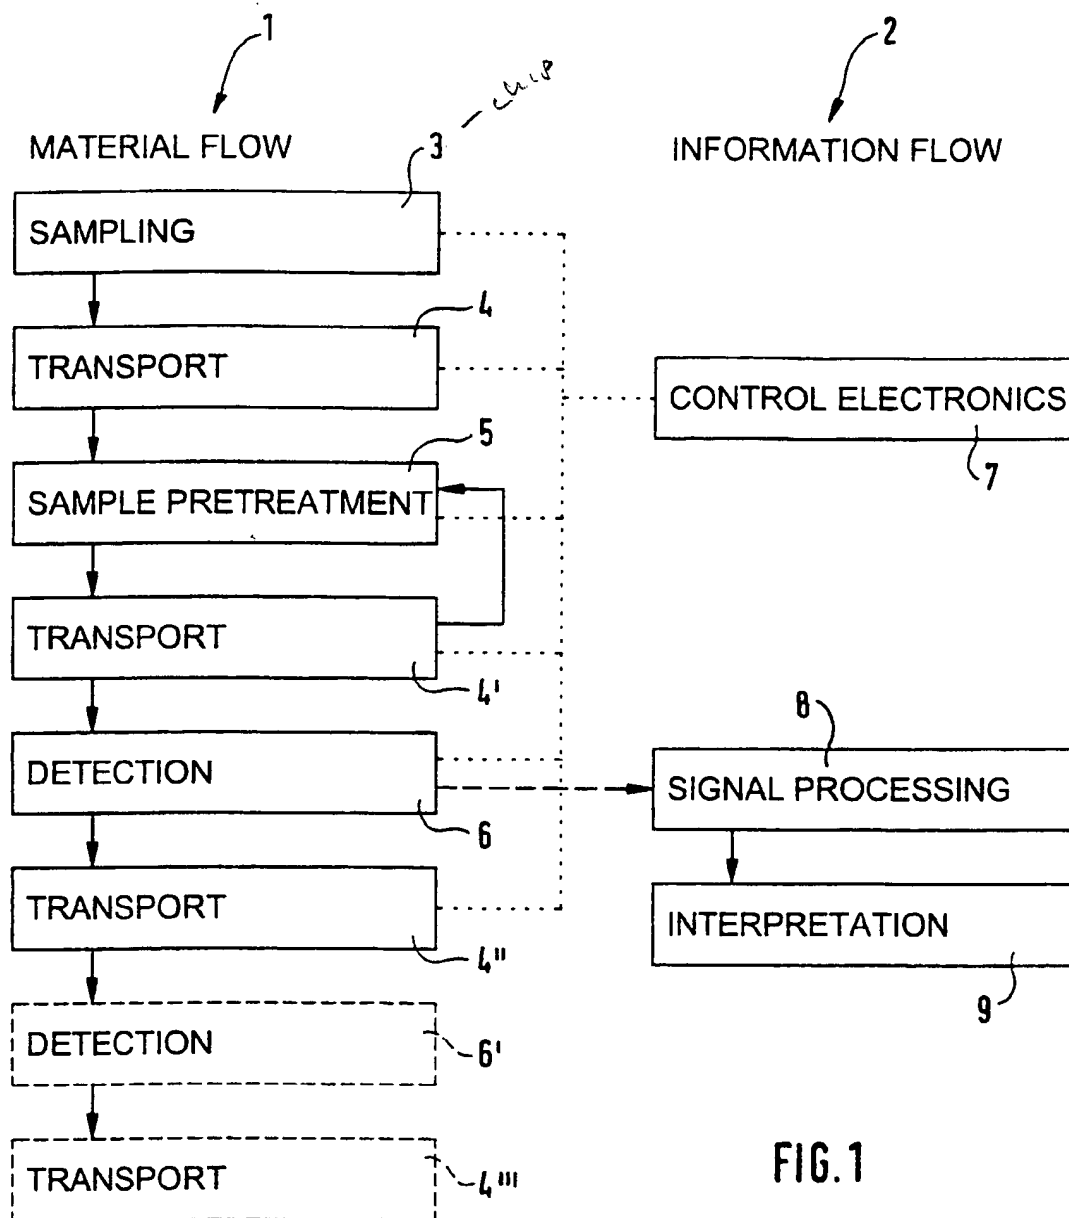 1
2
chip
MATERIAL FLOW
3
INFORMATION FLOW
SAMPLING
4
TRANSPORT
CONTROL ELECTRONICS
7
5
SAMPLE PRETREATMENT
TRANSPORT
4'
8
DETECTION
SIGNAL PROCESSING
6
TRANSPORT
INTERPRETATION
4"
9
DETECTION
6'
TRANSPORT
4'''
FIG. 1